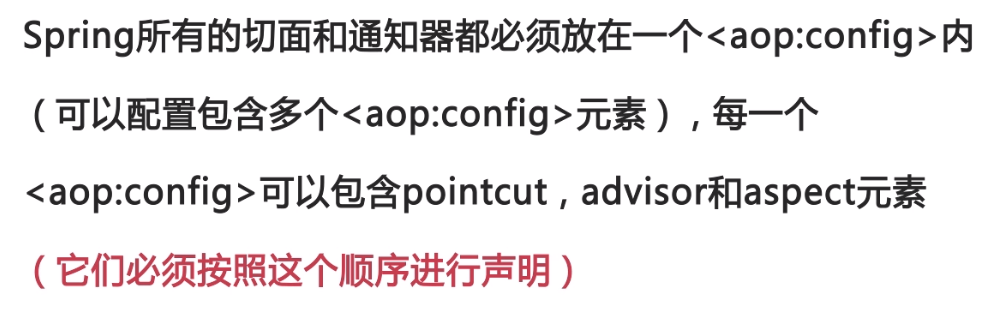 Spring所有的切面和通知器都必须放在一个<aop:config>内
（可以配置包含多个<aop:config>元素），每一个
<aop:config>可以包含pointcut，advisor和aspect元素
（它们必须按照这个顺序进行声明）